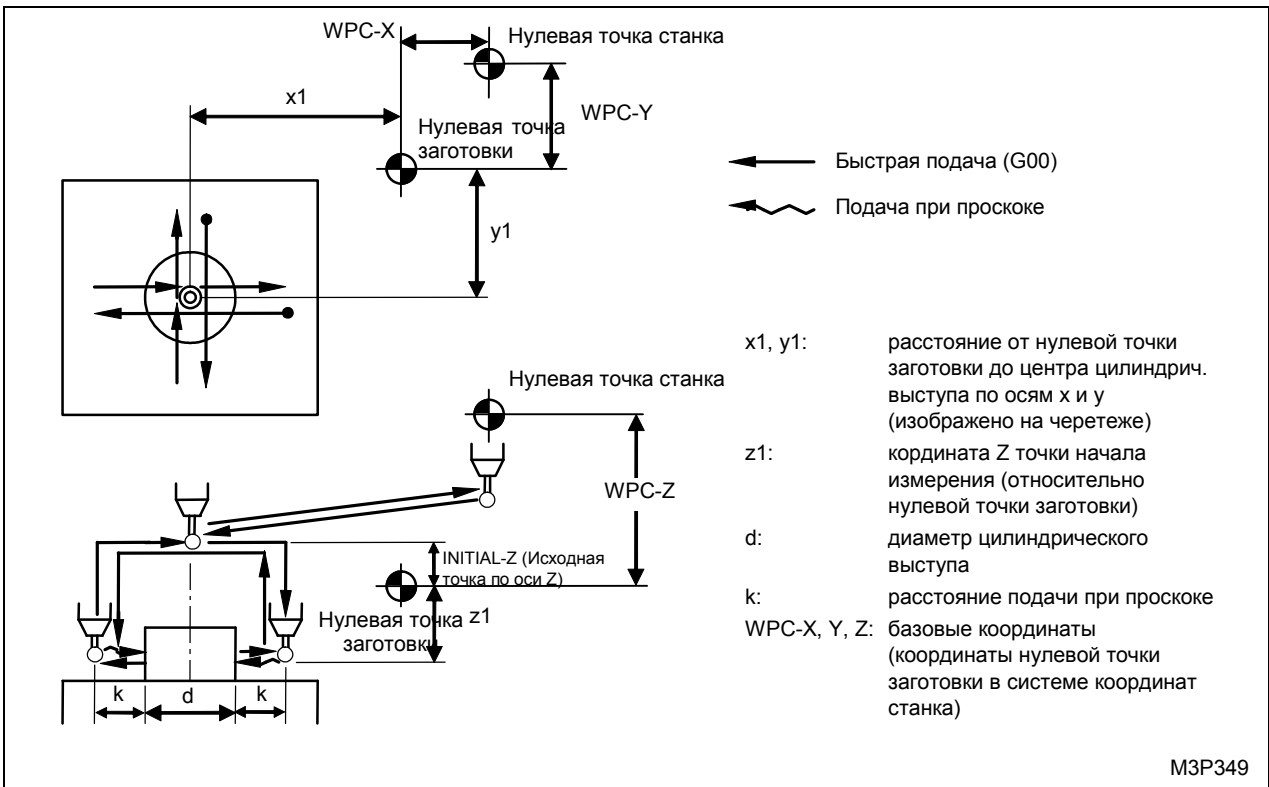 WPC-X
Нулевая точка станка
x1
WPC-Y
Нулевая точка
заготовки
y1
Быстрая подача (G00)
Подача при проскоке
Нулевая точка станка
WPC-Z
INITIAL-Z (Исходная
точка по оси Z)
Нулевая точка
заготовки
z1
k
d
k
x1, y1: расстояние от нулевой точки
заготовки до центра цилиндрич.
выступа по осям x и y
(изображено на черетеже)
z1: кордината Z точки начала
измерения (относительно
нулевой точки заготовки)
d: диаметр цилиндрического
выступа
k: расстояние подачи при проскоке
WPC-X, Y, Z: базовые координаты
(координаты нулевой точки
заготовки в системе координат
станка)
M3P349